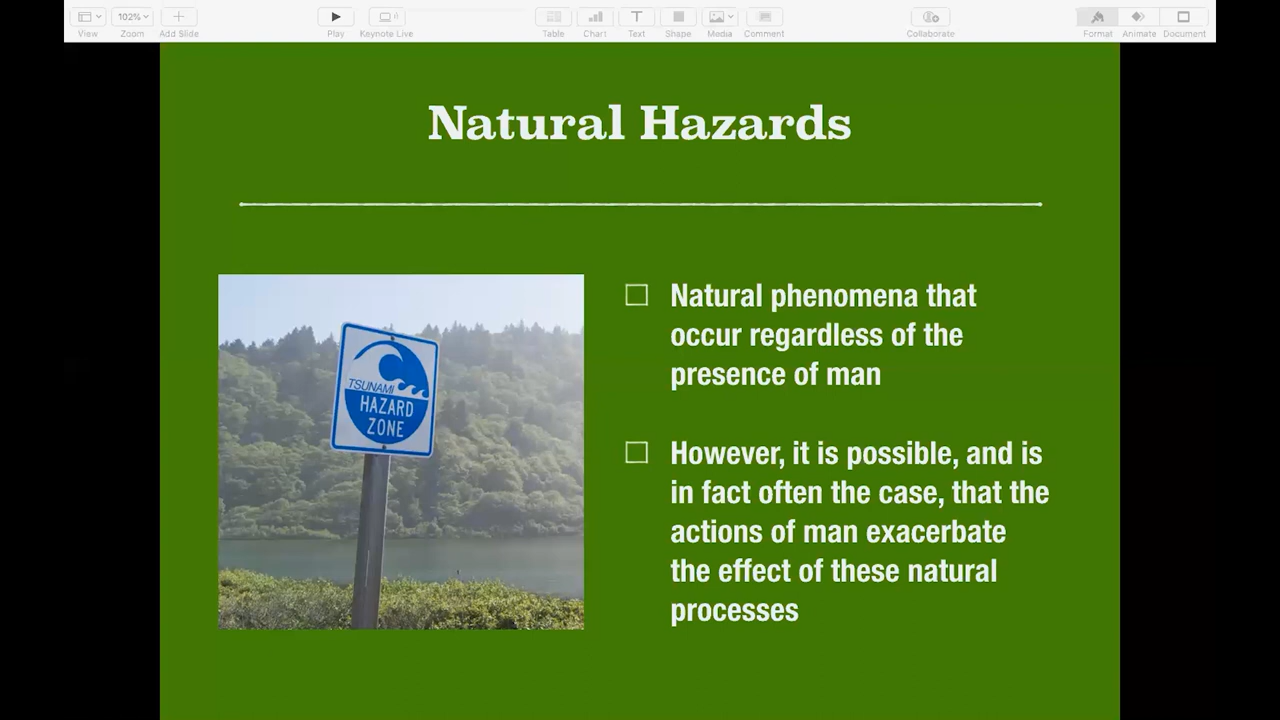 View
102%
Zoom
Add Slide
Play
Keynote Live
Table
Chart
Text
Shape
Media
Comment
Collaborate
Format
Animate
Document
Natural Hazards
TSUNAMI
HAZARD
ZONE
Natural phenomena that
occur regardless of the
presence of man
However, it is possible, and is
in fact often the case, that the
actions of man exacerbate
the effect of these natural
processes